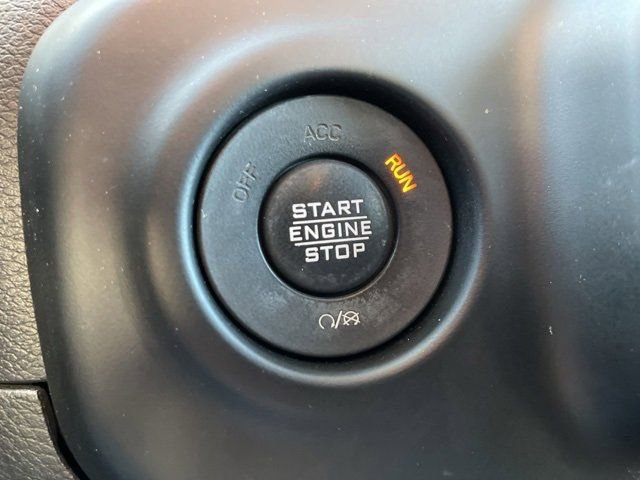 OFF
ACC
RUN
START
ENGINE
STOP